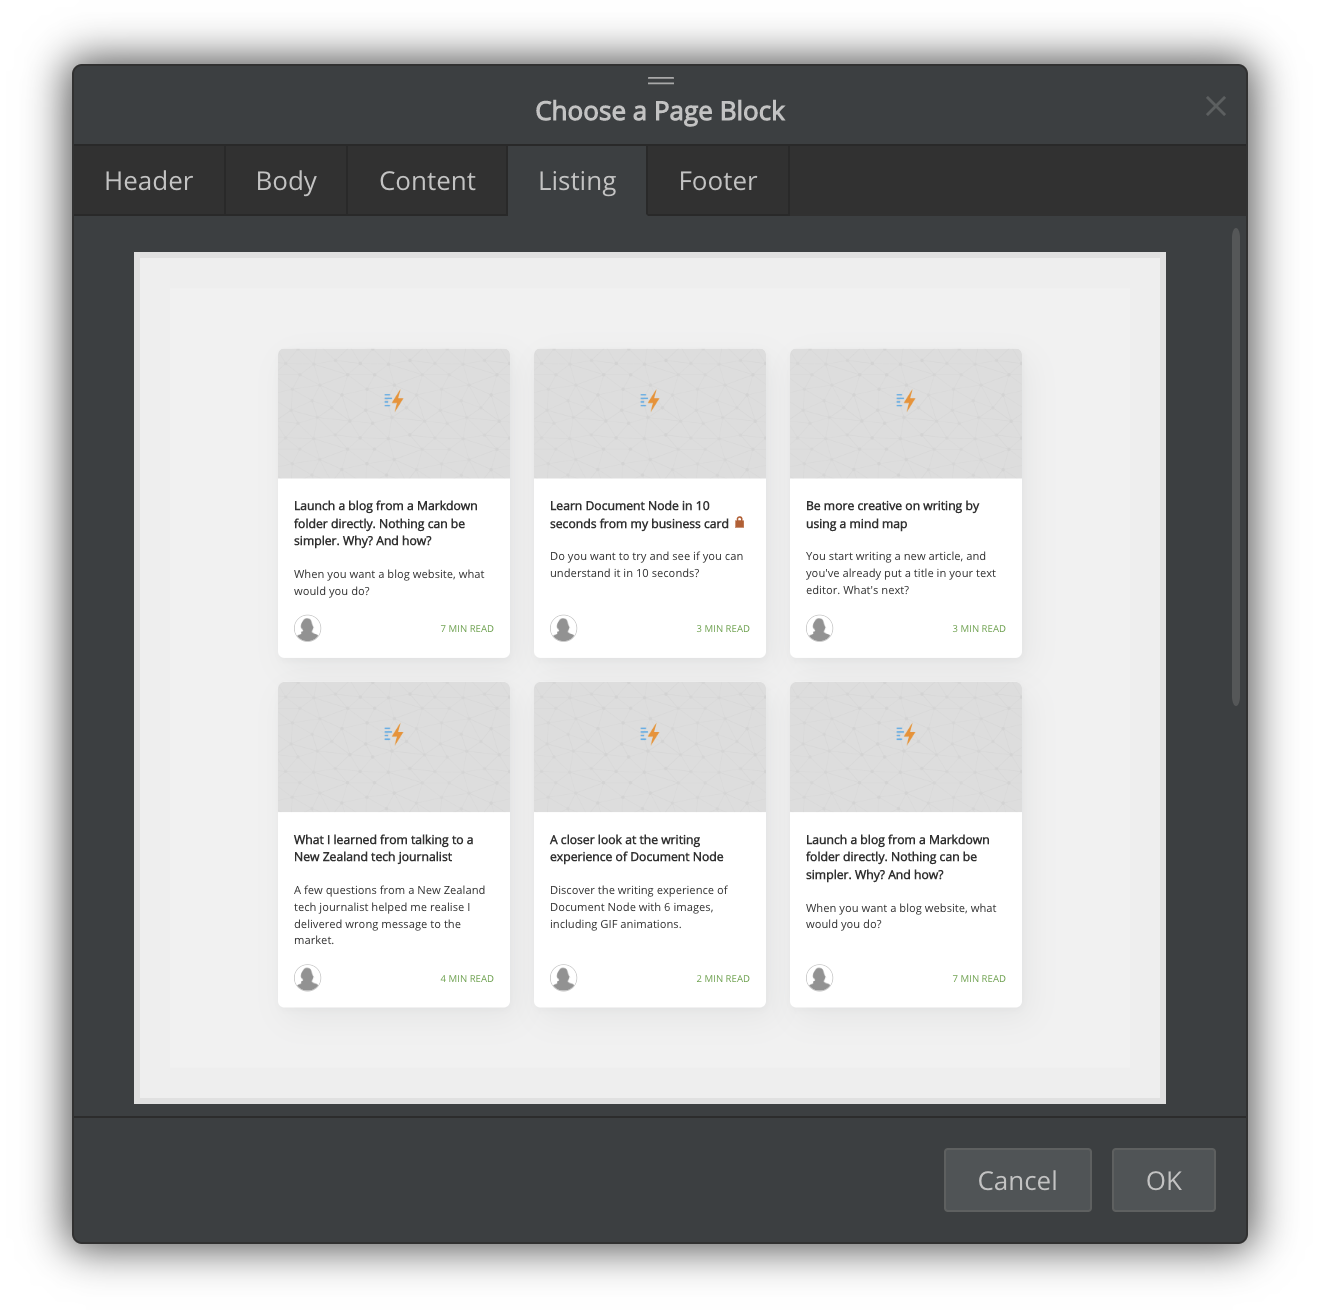 Choose a Page Block
Header
Body
Content
Listing
Footer
Launch a blog from a Markdown
folder directly. Nothing can be
simpler. Why? And how?
When you want a blog website, what
would you do?
7 MIN READ
Learn Document Node in 10
seconds from my business card
Do you want to try and see if you can
understand it in 10 seconds?
3 MIN READ
Be more creative on writing by
using a mind map
You start writing a new article, and
you've already put a title in your text
editor. What's next?
3 MIN READ
What I learned from talking to a
New Zealand tech journalist
A few questions from a New Zealand
tech journalist helped me realise I
delivered wrong message to the
market.
4 MIN READ
A closer look at the writing
experience of Document Node
Discover the writing experience of
Document Node with 6 images,
including GIF animations.
2 MIN READ
Launch a blog from a Markdown
folder directly. Nothing can be
simpler. Why? And how?
When you want a blog website, what
would you do?
7 MIN READ
Cancel
OK